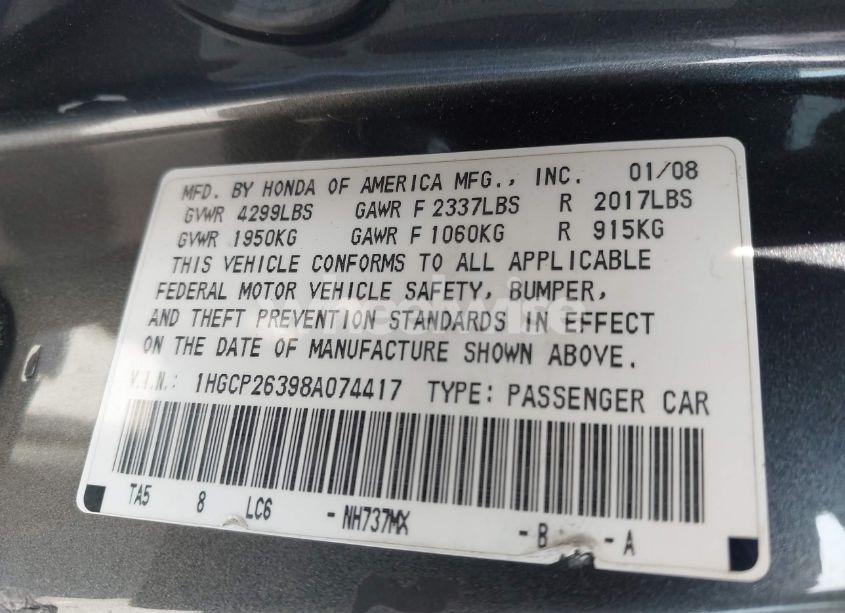 MFD. BY HONDA OF AMERICA MFG., INC. 01/08
GVWR 4299LBS GAWR F 2337LBS R 2017LBS
GVWR 1950KG GAWR F 1060KG R 915KG
THIS VEHICLE CONFORMS TO ALL APPLICABLE
FEDERAL MOTOR VEHICLE SAFETY, BUMPER,
AND THEFT PREVENTION STANDARDS IN EFFECT
ON THE DATE OF MANUFACTURE SHOWN ABOVE.
V.I.N.: 1HGCP26398A074417 TYPE: PASSENGER CAR
TA5 8 LC6 -NH737MX -B -A